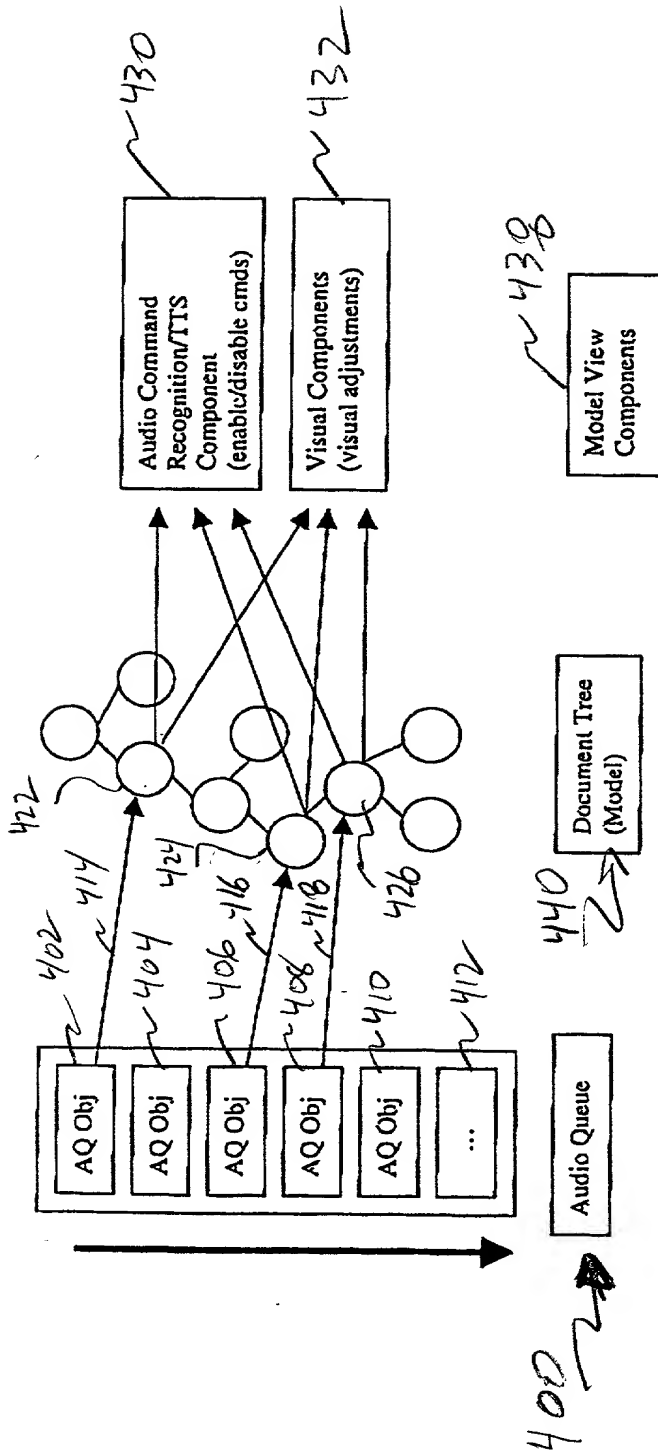 430
Audio Command
Recognition/TTS
Component
(enable/disable cmds)
432
Visual Components
(visual adjustments)
438
Model View
Components
422
424
426
440
Document Tree
(Model)
402
414
404
406
416
408
418
410
412
AQ Obj
AQ Obj
AQ Obj
AQ Obj
AQ Obj
...
Audio Queue
400